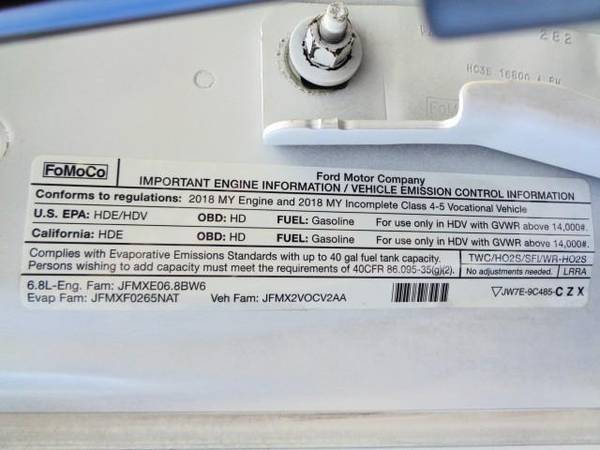 282
HC3E 16800 A
FoMoCo
Ford Motor Company
IMPORTANT ENGINE INFORMATION / VEHICLE EMISSION CONTROL INFORMATION
Conforms to regulations: 2018 MY Engine and 2018 MY Incomplete Class 4-5 Vocational Vehicle
U.S. EPA: HDE/HDV OBD: HD FUEL: Gasoline For use only in HDV with GVWR above 14,000#.
California: HDE OBD: HD FUEL: Gasoline For use only in HDV with GVWR above 14,000#.
Complies with Evaporative Emissions Standards with up to 40 gal fuel tank capacity. TWC/HO2S/SFI/WR-HO2S
Persons wishing to add capacity must meet the requirements of 40CFR 86.095-35(g)(2). No adjustments needed. LRRA
6.8L-Eng. Fam: JFMXE06.8BW6
Evap Fam: JFMXF0265NAT Veh Fam: JFMX2VOCV2AA JW7E-9C485-C Z X